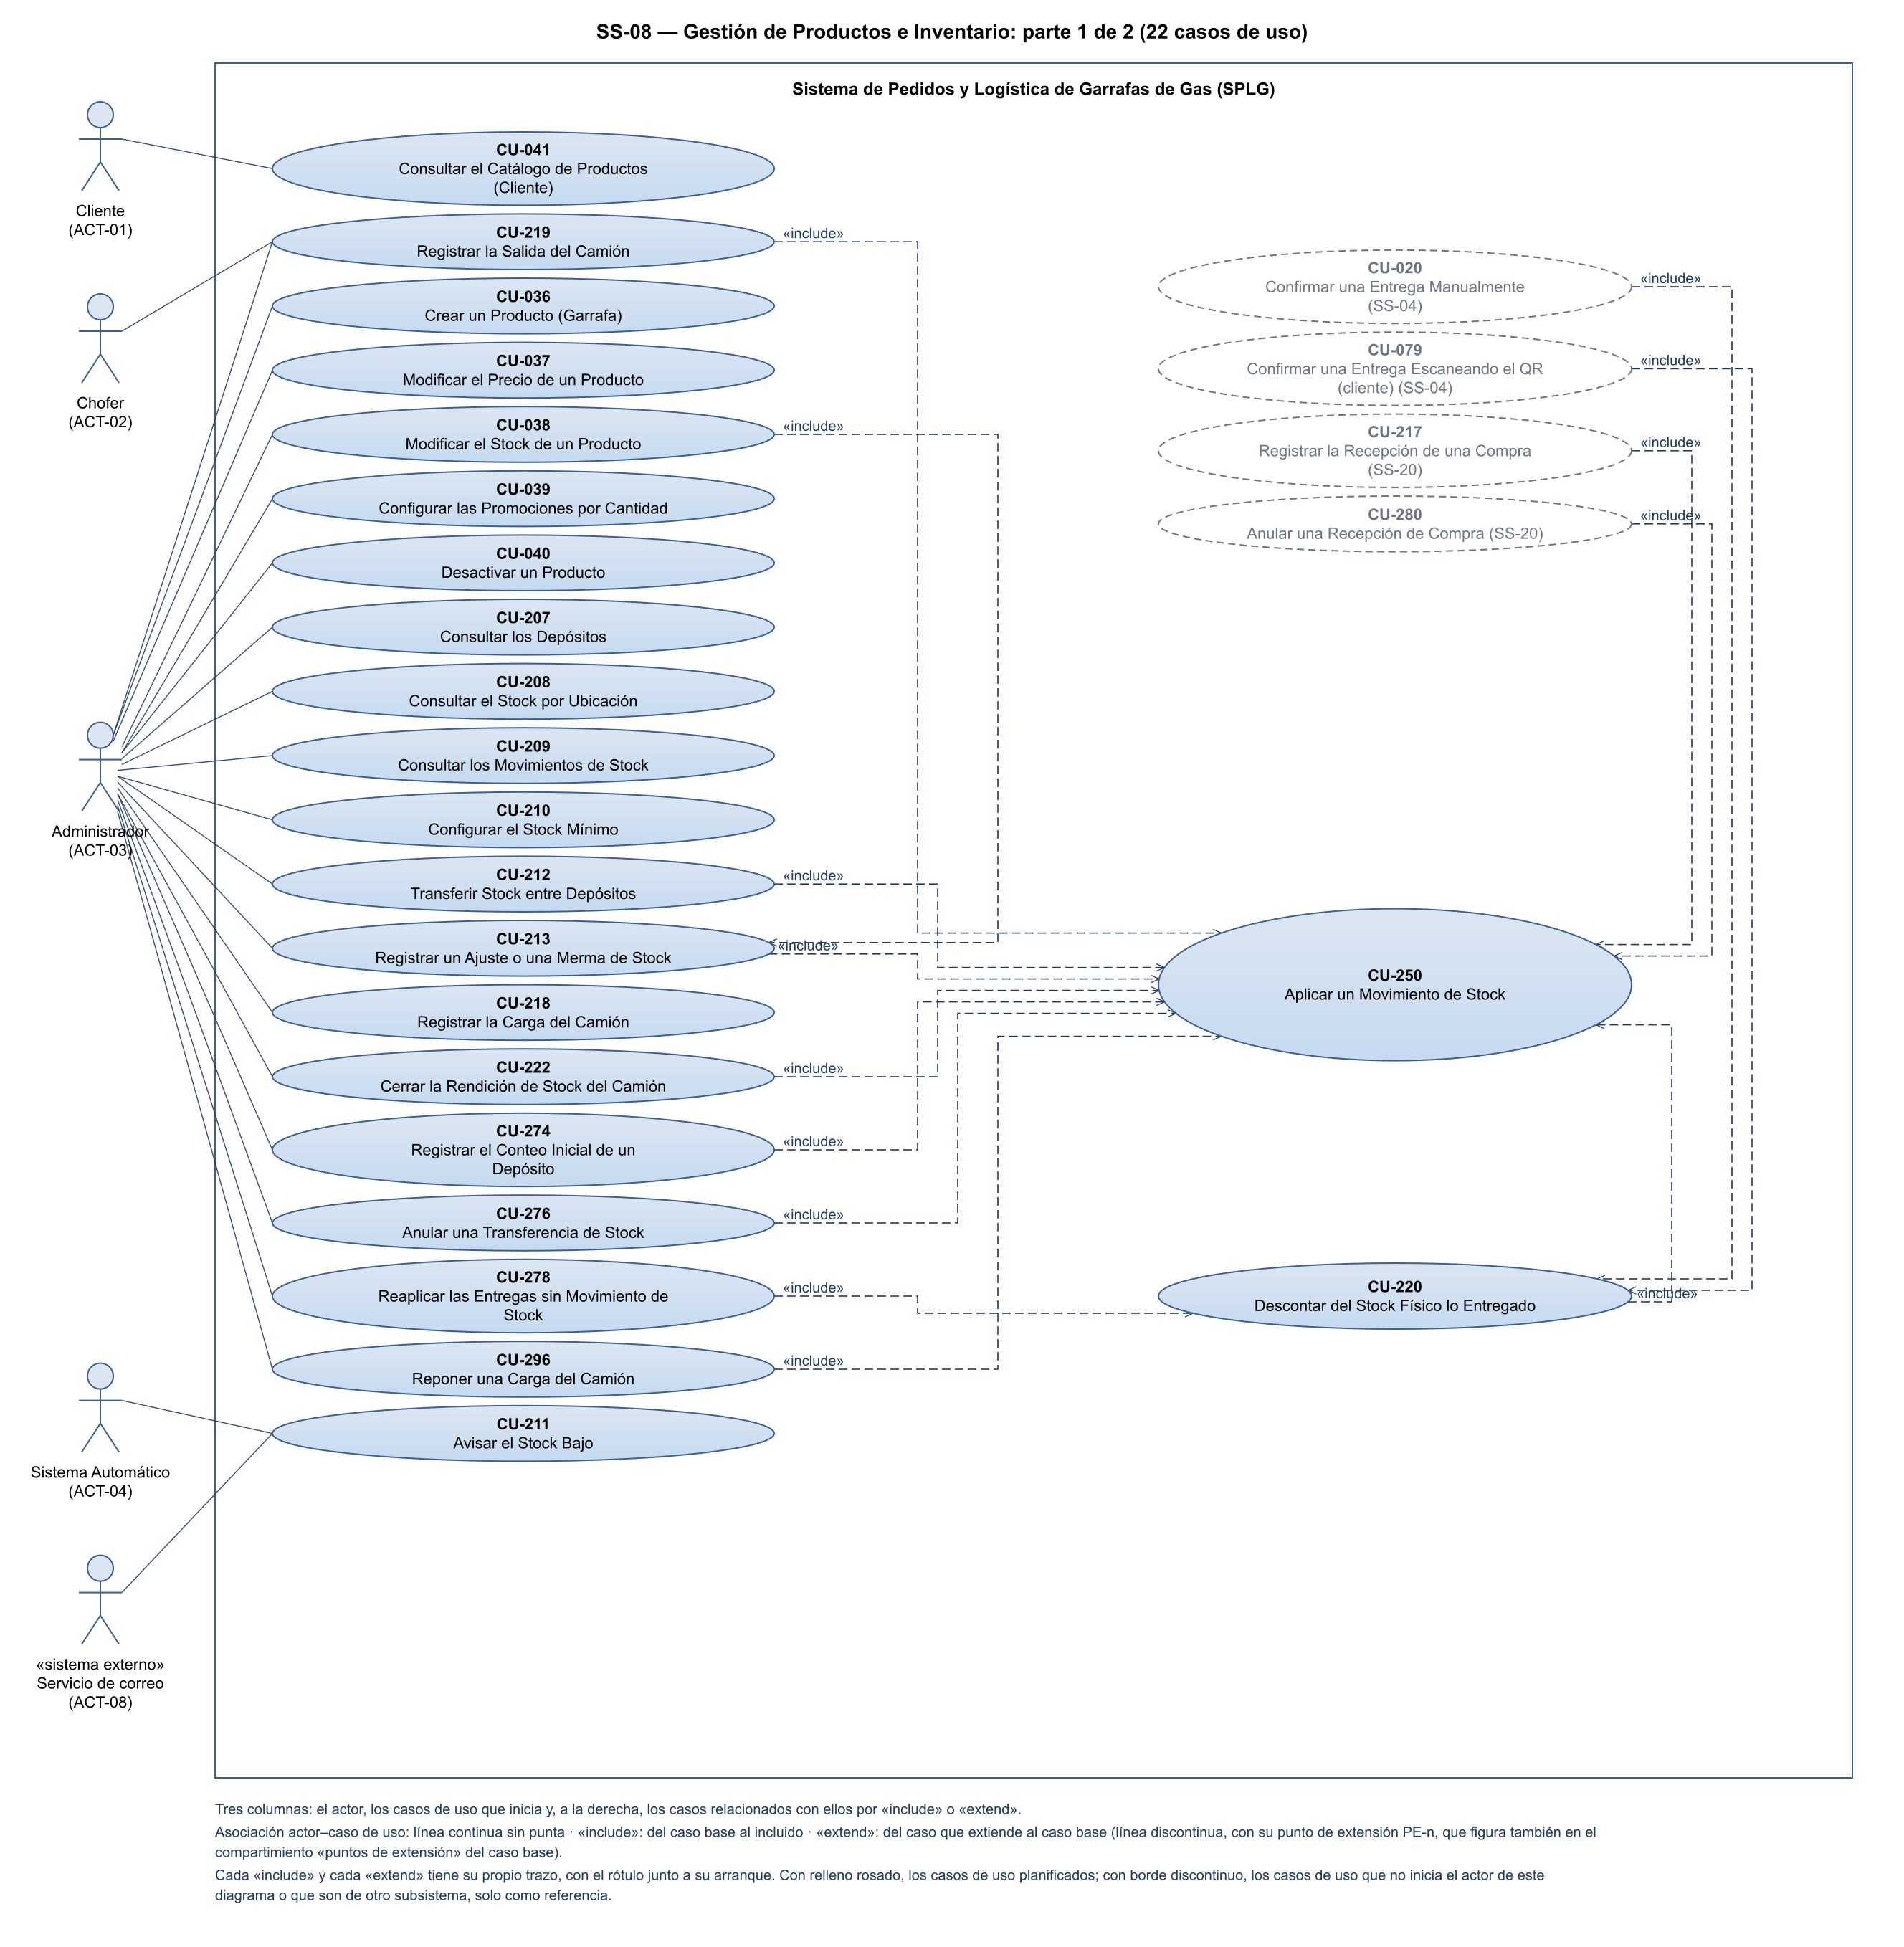 SS-08 — Gestión de Productos e Inventario: parte 1 de 2 (22 casos de uso)
Sistema de Pedidos y Logística de Garrafas de Gas (SPLG)
Cliente
(ACT-01)
Chofer
(ACT-02)
Administrador
(ACT-03)
Sistema Automático
(ACT-04)
«sistema externo»
Servicio de correo
(ACT-08)
CU-041
Consultar el Catálogo de Productos
(Cliente)
CU-219
Registrar la Salida del Camión
«include»
CU-036
Crear un Producto (Garrafa)
CU-037
Modificar el Precio de un Producto
CU-038
Modificar el Stock de un Producto
«include»
CU-039
Configurar las Promociones por Cantidad
CU-040
Desactivar un Producto
CU-207
Consultar los Depósitos
CU-208
Consultar el Stock por Ubicación
CU-209
Consultar los Movimientos de Stock
CU-210
Configurar el Stock Mínimo
CU-212
Transferir Stock entre Depósitos
«include»
CU-213
Registrar un Ajuste o una Merma de Stock
«include»
CU-218
Registrar la Carga del Camión
CU-222
Cerrar la Rendición de Stock del Camión
«include»
CU-274
Registrar el Conteo Inicial de un
Depósito
«include»
CU-276
Anular una Transferencia de Stock
«include»
CU-278
Reaplicar las Entregas sin Movimiento de
Stock
«include»
CU-296
Reponer una Carga del Camión
«include»
CU-211
Avisar el Stock Bajo
CU-020
Confirmar una Entrega Manualmente
(SS-04)
«include»
CU-079
Confirmar una Entrega Escaneando el QR
(cliente) (SS-04)
«include»
CU-217
Registrar la Recepción de una Compra
(SS-20)
«include»
CU-280
Anular una Recepción de Compra (SS-20)
«include»
CU-250
Aplicar un Movimiento de Stock
CU-220
Descontar del Stock Físico lo Entregado
«include»
Tres columnas: el actor, los casos de uso que inicia y, a la derecha, los casos relacionados con ellos por «include» o «extend».
Asociación actor–caso de uso: línea continua sin punta · «include»: del caso base al incluido · «extend»: del caso que extiende al caso base (línea discontinua, con su punto de extensión PE-n, que figura también en el
compartimiento «puntos de extensión» del caso base).
Cada «include» y cada «extend» tiene su propio trazo, con el rótulo junto a su arranque. Con relleno rosado, los casos de uso planificados; con borde discontinuo, los casos de uso que no inicia el actor de este
diagrama o que son de otro subsistema, solo como referencia.